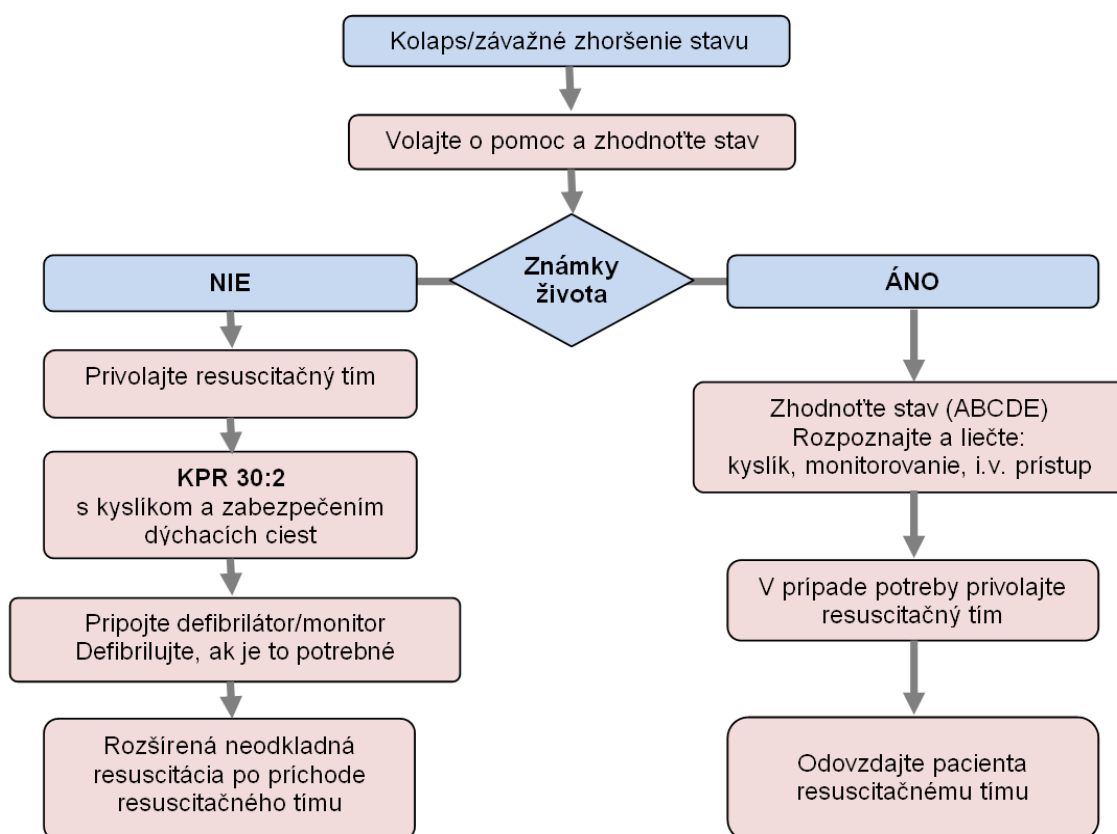 Kolaps/závažné zhoršenie stavu
Volajte o pomoc a zhodnoťte stav
Známky
života
NIE
Privolajte resuscitačný tím
KPR 30:2
s kyslíkom a zabezpečením
dýchacích ciest
Pripojte defibrilátor/monitor
Defibrilujte, ak je to potrebné
Rozšírená neodkladná
resuscitácia po príchode
resuscitačného tímu
ÁNO
Zhodnoťte stav (ABCDE)
Rozpoznajte a liečte:
kyslík, monitorovanie, i.v. prístup
V prípade potreby privolajte
resuscitačný tím
Odovzdajte pacienta
resuscitačnému tímu